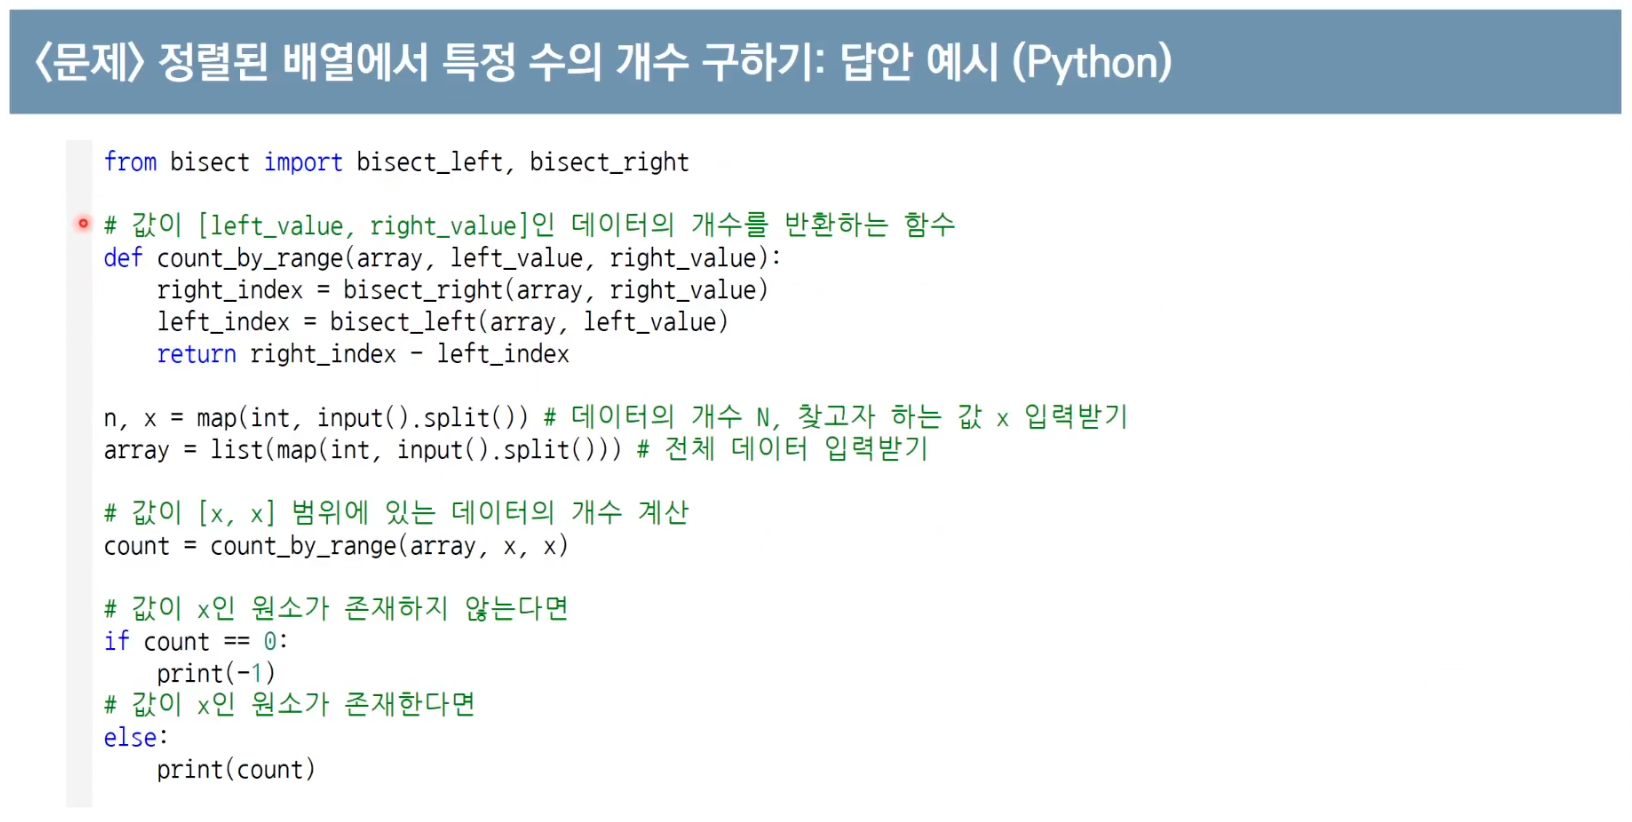 <문제> 정렬된 배열에서 특정 수의 개수 구하기: 답안 예시 (Python)
from bisect import bisect_left, bisect_right
# 값이 [left_value, right_value]인 데이터의 개수를 반환하는 함수
def count_by_range(array, left_value, right_value):
    right_index = bisect_right(array, right_value)
    left_index = bisect_left(array, left_value)
    return right_index - left_index
n, x = map(int, input().split()) # 데이터의 개수 N, 찾고자 하는 값 x 입력받기
array = list(map(int, input().split())) # 전체 데이터 입력받기
# 값이 [x, x] 범위에 있는 데이터의 개수 계산
count = count_by_range(array, x, x)
# 값이 x인 원소가 존재하지 않는다면
if count == 0:
    print(-1)
# 값이 x인 원소가 존재한다면
else:
    print(count)